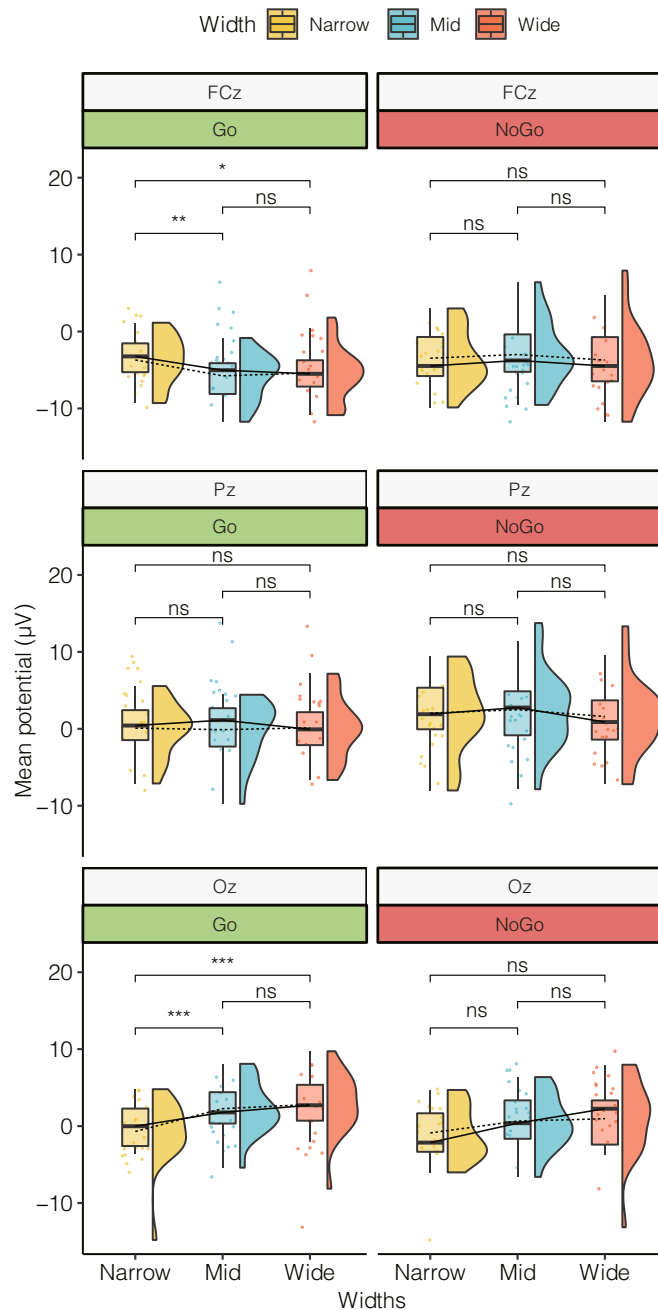 Width Narrow Mid Wide
FCz FCz
Go NoGo
20
10
0
−10
* ns
ns
** ns
ns
Pz Pz
Go NoGo
20
10
0
−10
ns ns
ns ns
ns ns
Mean potential (µV)
Oz Oz
Go NoGo
20
10
0
−10
*** ns
ns ns
*** ns
Narrow Mid Wide Narrow Mid Wide
Widths